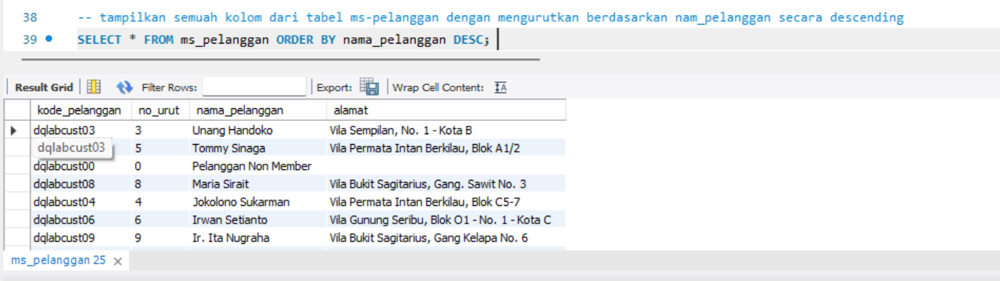 38 -- tampilkan semuah kolom dari tabel ms-pelanggan dengan mengurutkan berdasarkan nam_pelanggan secara descending
39 SELECT * FROM ms_pelanggan ORDER BY nama_pelanggan DESC;
Result Grid Filter Rows: Export: Wrap Cell Content: IA
kode_pelanggan no_urut nama_pelanggan alamat
dqlabcust03 3 Unang Handoko Vila Sempilan, No. 1 - Kota B
dqlabcust03 5 Tommy Sinaga Vila Permata Intan Berkilau, Blok A1/2
dqlabcust00 0 Pelanggan Non Member
dqlabcust08 8 Maria Sirait Vila Bukit Sagitarius, Gang. Sawit No. 3
dqlabcust04 4 Jokolono Sukarman Vila Permata Intan Berkilau, Blok C5-7
dqlabcust06 6 Irwan Setianto Vila Gunung Seribu, Blok O1 - No. 1 - Kota C
dqlabcust09 9 Ir. Ita Nugraha Vila Bukit Sagitarius, Gang Kelapa No. 6
ms_pelanggan 25 ×